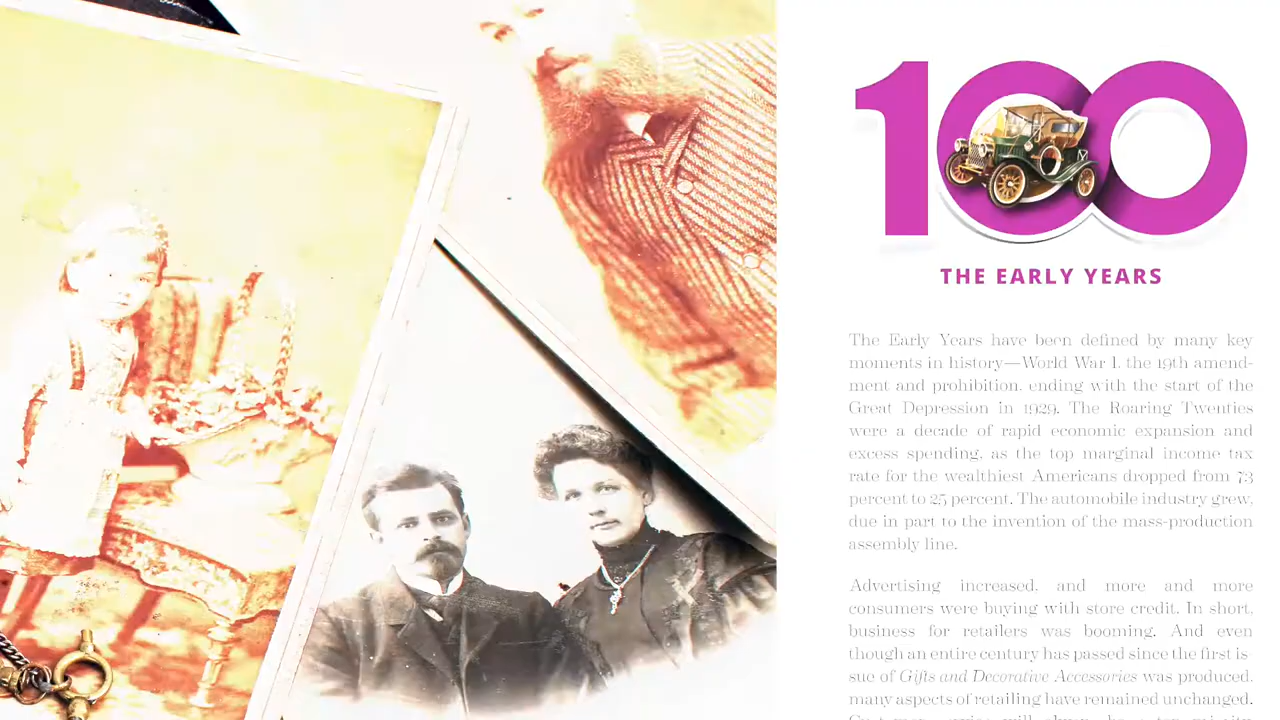 100
THE EARLY YEARS
The Early Years have been defined by many key
moments in history—World War I, the 19th amend-
ment and prohibition, ending with the start of the
Great Depression in 1929. The Roaring Twenties
were a decade of rapid economic expansion and
excess spending, as the top marginal income tax
rate for the wealthiest Americans dropped from 73
percent to 25 percent. The automobile industry grew,
due in part to the invention of the mass-production
assembly line.
Advertising increased, and more and more
consumers were buying with store credit. In short,
business for retailers was booming. And even
though an entire century has passed since the first is-
sue of Gifts and Decorative Accessories was produced,
many aspects of retailing have remained unchanged.